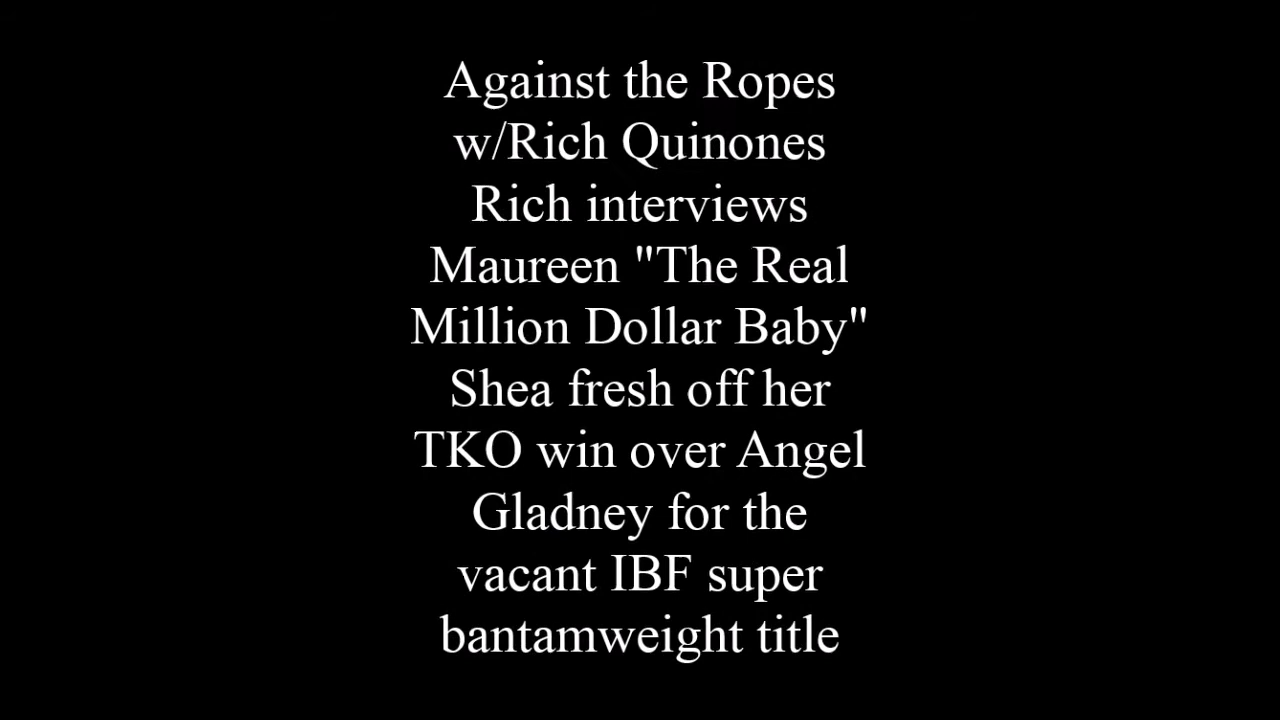 Against the Ropes
w/Rich Quinones
Rich interviews
Maureen "The Real
Million Dollar Baby"
Shea fresh off her
TKO win over Angel
Gladney for the
vacant IBF super
bantamweight title